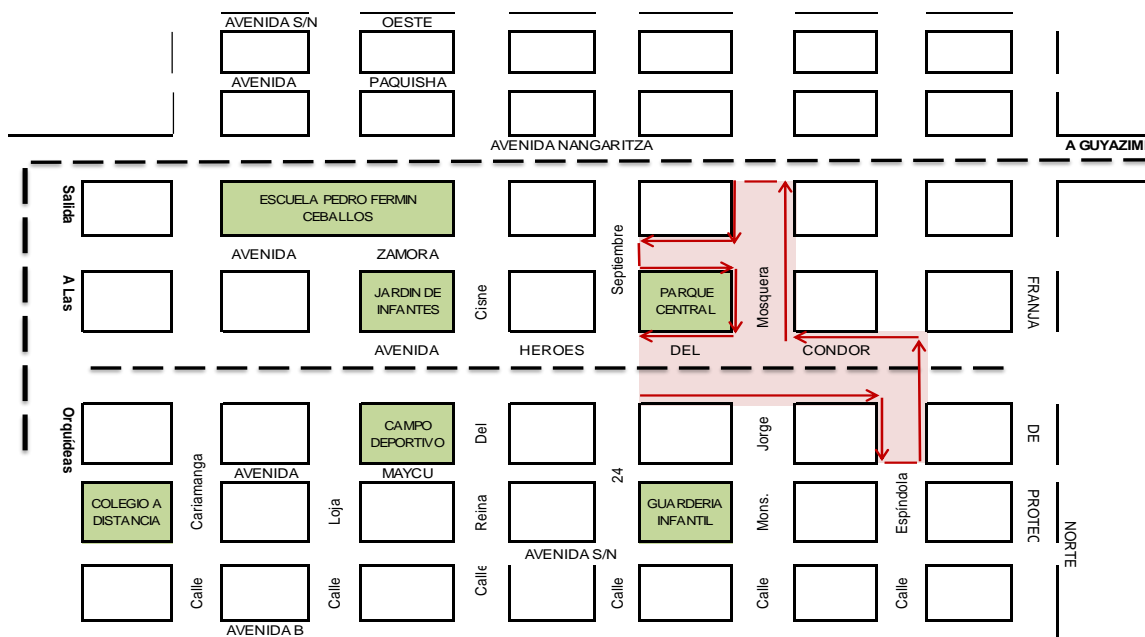 AVENIDA S/N OESTE
AVENIDA PAQUISHA
AVENIDA NANGARITZA
A GUYAZIMI
ESCUELA PEDRO FERMIN
CEBALLOS
AVENIDA ZAMORA
JARDIN DE
INFANTES
PARQUE
CENTRAL
AVENIDA HEROES DEL CONDOR
CAMPO
DEPORTIVO
AVENIDA MAYCU
COLEGIO A
DISTANCIA
GUARDERIA
INFANTIL
AVENIDA S/N
AVENIDA B
Salida A Las Orquídeas
Calle Cariamanga
Calle Loja
Calle Reina Del Cisne
Calle 24 Septiembre
Calle Mons. Jorge Mosquera
Calle Espíndola
FRANJA DE PROTEC
NORTE